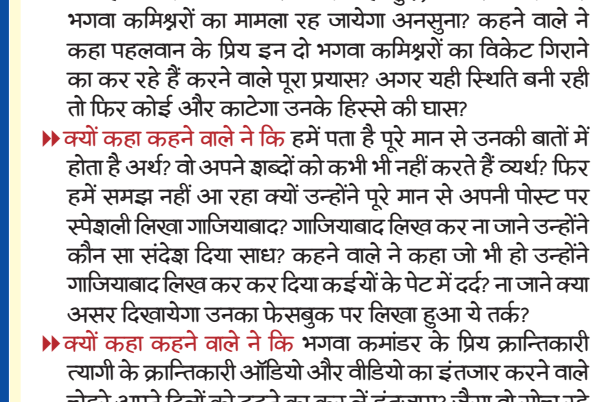 भगवा कमिश्नरों का मामला रह जायेगा अनसुना? कहने वाले ने
कहा पहलवान के प्रिय इन दो भगवा कमिश्नरों का विकेट गिराने
का कर रहे हैं करने वाले पूरा प्रयास? अगर यही स्थिति बनी रही
तो फिर कोई और काटेगा उनके हिस्से की घास?
क्यों कहा कहने वाले ने कि हमें पता है पूरे मान से उनकी बातों में
होता है अर्थ? वो अपने शब्दों को कभी भी नहीं करते हैं व्यर्थ? फिर
हमें समझ नहीं आ रहा क्यों उन्होंने पूरे मान से अपनी पोस्ट पर
स्पेशली लिखा गाजियाबाद? गाजियाबाद लिख कर ना जाने उन्होंने
कौन सा संदेश दिया साध? कहने वाले ने कहा जो भी हो उन्होंने
गाजियाबाद लिख कर कर दिया कईयों के पेट में दर्द? ना जाने क्या
असर दिखायेगा उनका फेसबुक पर लिखा हुआ ये तर्क?
क्यों कहा कहने वाले ने कि भगवा कमांडर के प्रिय क्रान्तिकारी
त्यागी के क्रान्तिकारी ऑडियो और वीडियो का इंतजार करने वाले